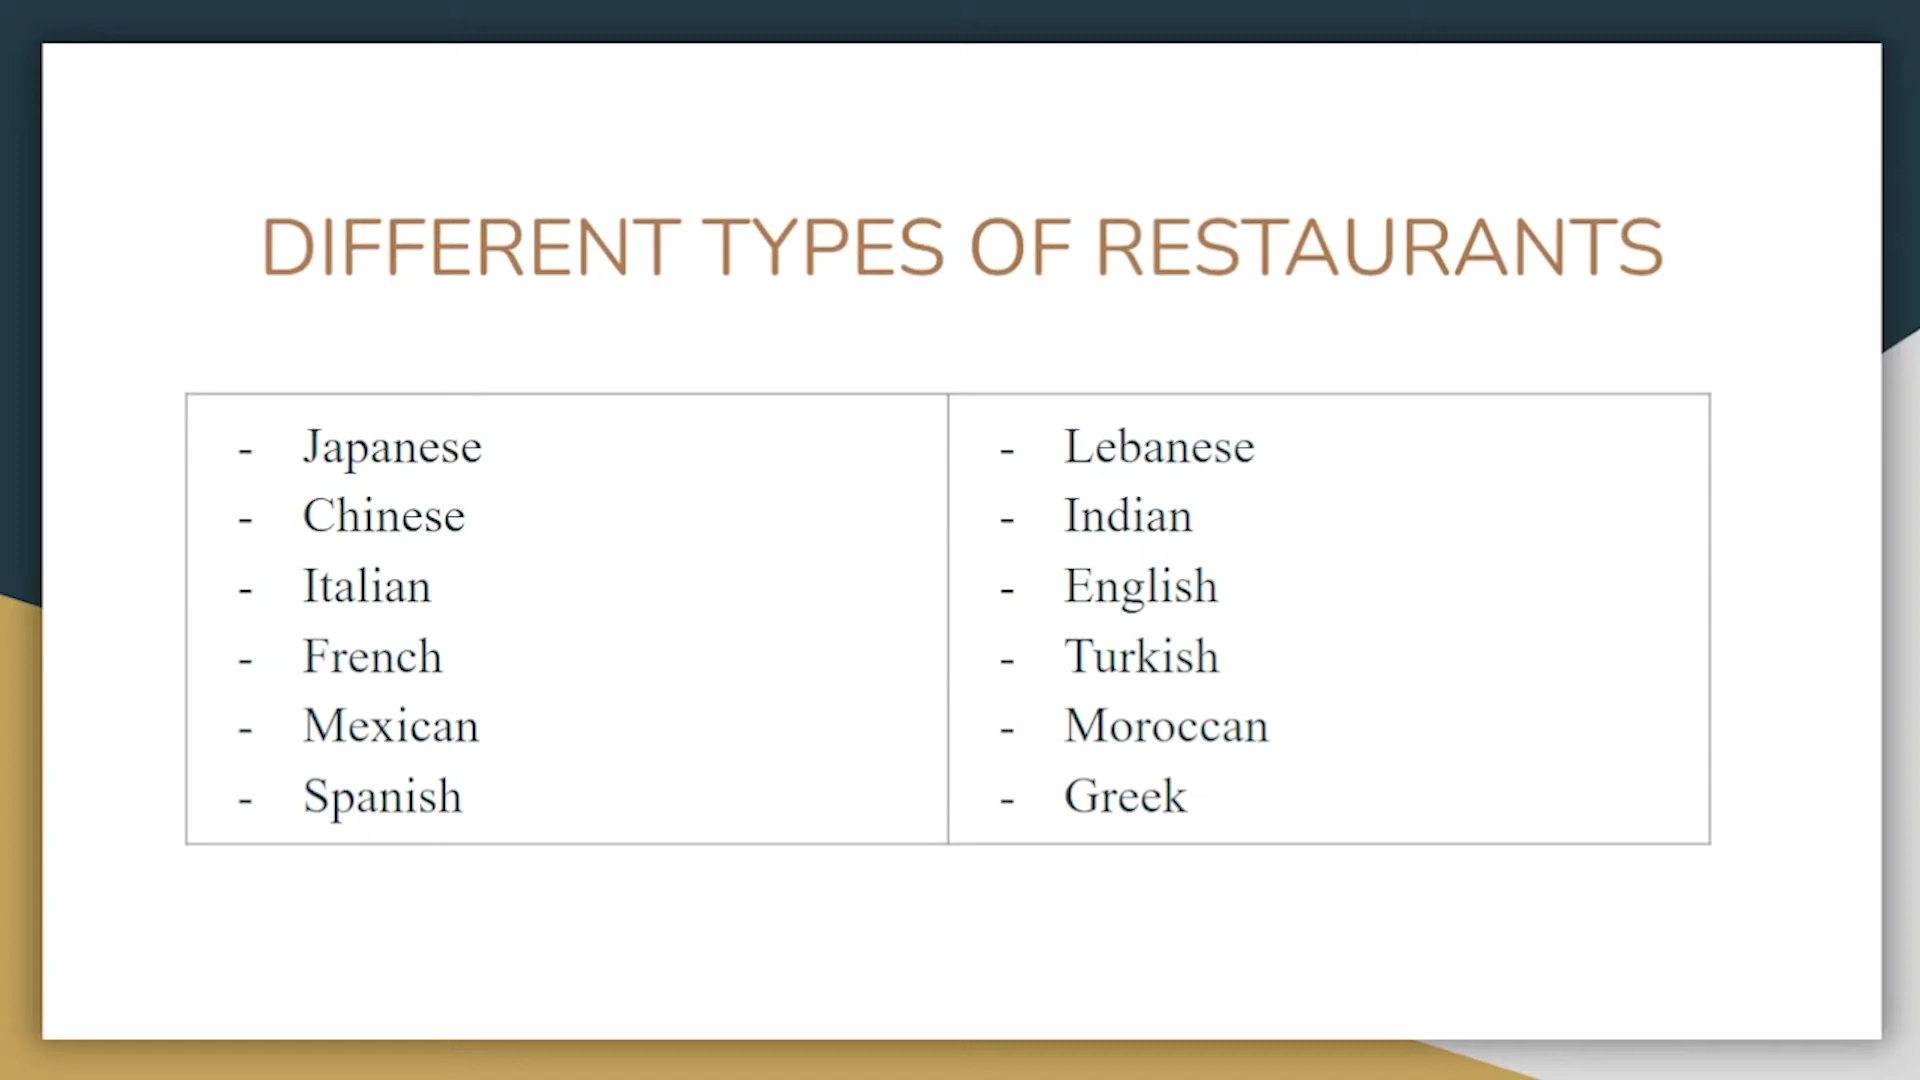 DIFFERENT TYPES OF RESTAURANTS
- Japanese
- Chinese
- Italian
- French
- Mexican
- Spanish
- Lebanese
- Indian
- English
- Turkish
- Moroccan
- Greek